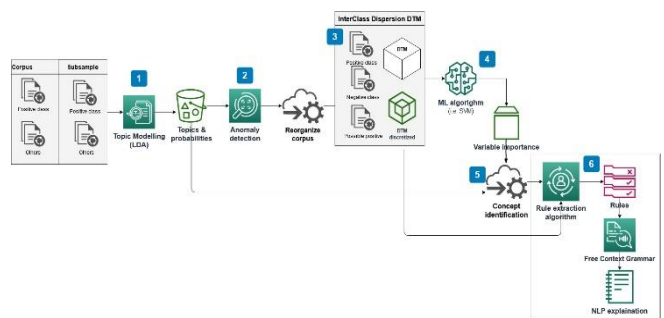 InterClass Dispersion DTM
Corpus
Subsample
Positive class
Positive class
Others
Others
1
Topic Modelling
(LDA)
Topics &
probabilities
2
Anomaly
detection
Reorganize
corpus
3
Positive class
Negative class
Possible positive
DTM
DTM
discretized
4
ML algorighm
(i.e. SVM)
Variable importance
5
Concept
identification
Rule extraction
algorithm
6
Rules
Free Context Grammar
NLP explaination